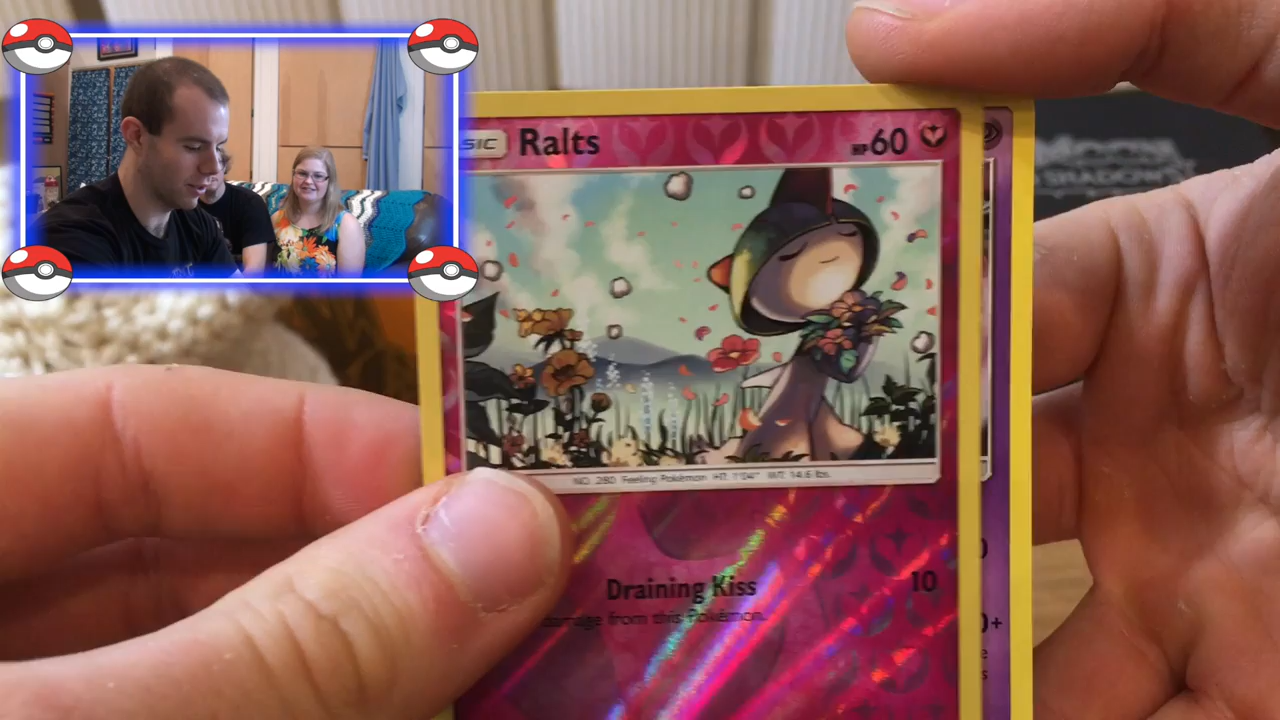 SIC Ralts HP60
NO. 280 Feeling Pokémon HT: 1'04" WT: 14.6 lbs.
Draining Kiss 10
damage from this Pokémon.